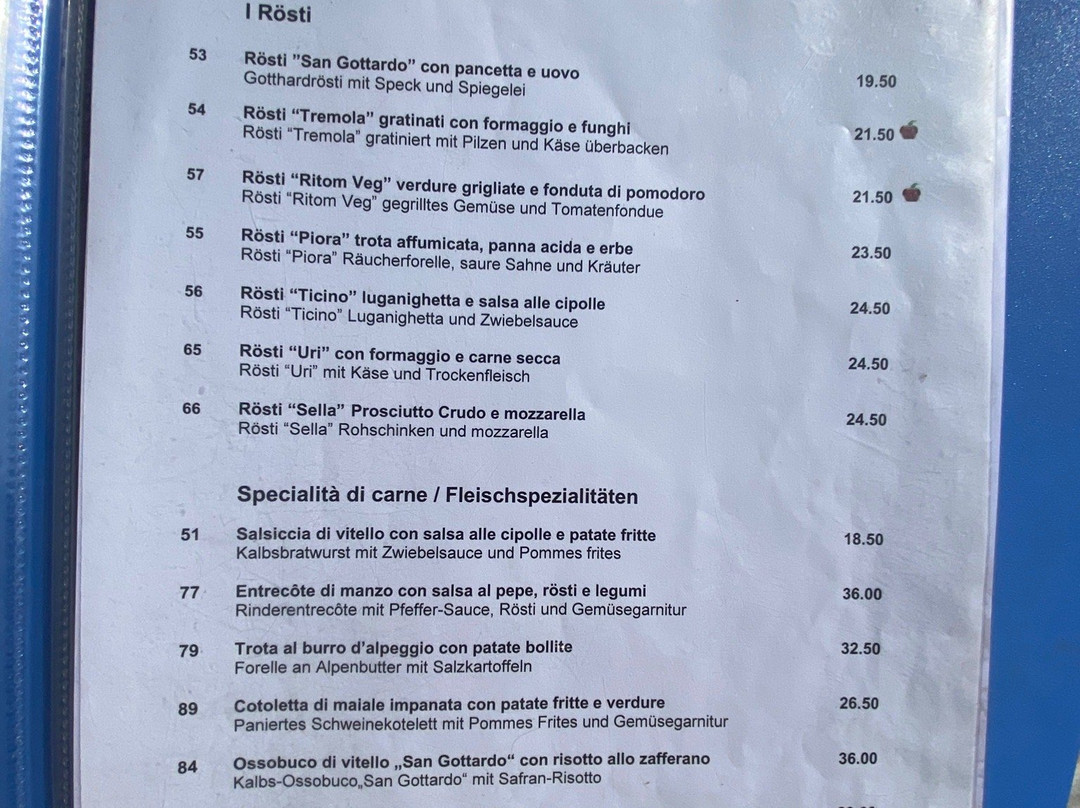 I Rösti
53 Rösti ”San Gottardo” con pancetta e uovo 19.50
Gotthardrösti mit Speck und Spiegelei
54 Rösti “Tremola” gratinati con formaggio e funghi 21.50
Rösti “Tremola” gratiniert mit Pilzen und Käse überbacken
57 Rösti “Ritom Veg” verdure grigliate e fonduta di pomodoro 21.50
Rösti “Ritom Veg” gegrilltes Gemüse und Tomatenfondue
55 Rösti “Piora” trota affumicata, panna acida e erbe 23.50
Rösti “Piora” Räucherforelle, saure Sahne und Kräuter
56 Rösti “Ticino” luganighetta e salsa alle cipolle 24.50
Rösti “Ticino” Luganighetta und Zwiebelsauce
65 Rösti “Uri” con formaggio e carne secca 24.50
Rösti “Uri” mit Käse und Trockenfleisch
66 Rösti “Sella” Prosciutto Crudo e mozzarella 24.50
Rösti “Sella” Rohschinken und mozzarella
Specialità di carne / Fleischspezialitäten
51 Salsiccia di vitello con salsa alle cipolle e patate fritte 18.50
Kalbsbratwurst mit Zwiebelsauce und Pommes frites
77 Entrecôte di manzo con salsa al pepe, rösti e legumi 36.00
Rinderentrecôte mit Pfeffer-Sauce, Rösti und Gemüsegarnitur
79 Trota al burro d’alpeggio con patate bollite 32.50
Forelle an Alpenbutter mit Salzkartoffeln
89 Cotoletta di maiale impanata con patate fritte e verdure 26.50
Paniertes Schweinekotelett mit Pommes Frites und Gemüsegarnitur
84 Ossobuco di vitello „San Gottardo“ con risotto allo zafferano 36.00
Kalbs-Ossobuco„San Gottardo“ mit Safran-Risotto